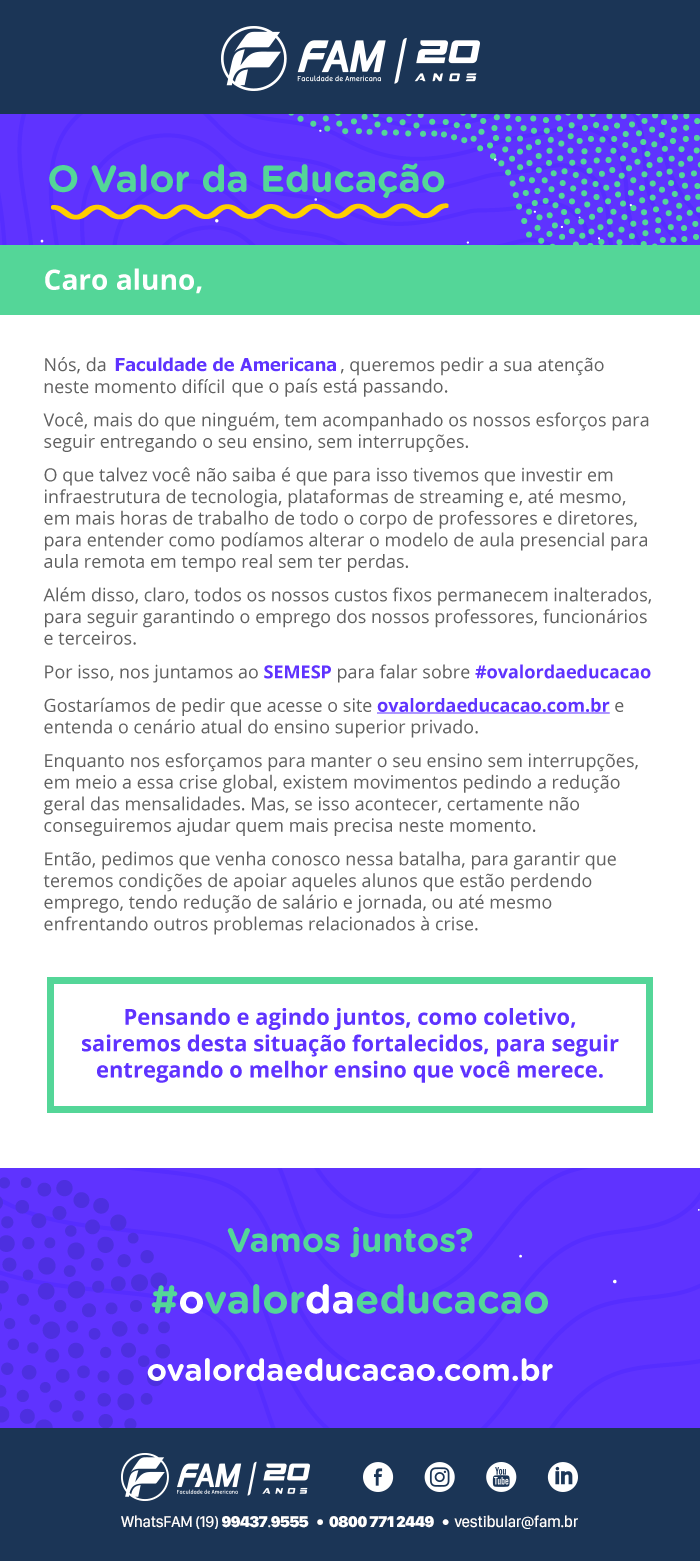 FAM 20
Faculdade de Americana ANOS
O Valor da Educação
Caro aluno,
Nós, da Faculdade de Americana, queremos pedir a sua atenção
neste momento difícil que o país está passando.
Você, mais do que ninguém, tem acompanhado os nossos esforços para
seguir entregando o seu ensino, sem interrupções.
O que talvez você não saiba é que para isso tivemos que investir em
infraestrutura de tecnologia, plataformas de streaming e, até mesmo,
em mais horas de trabalho de todo o corpo de professores e diretores,
para entender como podíamos alterar o modelo de aula presencial para
aula remota em tempo real sem ter perdas.
Além disso, claro, todos os nossos custos fixos permanecem inalterados,
para seguir garantindo o emprego dos nossos professores, funcionários
e terceiros.
Por isso, nos juntamos ao SEMESP para falar sobre #ovalordaeducacao
Gostaríamos de pedir que acesse o site ovalordaeducacao.com.br e
entenda o cenário atual do ensino superior privado.
Enquanto nos esforçamos para manter o seu ensino sem interrupções,
em meio a essa crise global, existem movimentos pedindo a redução
geral das mensalidades. Mas, se isso acontecer, certamente não
conseguiremos ajudar quem mais precisa neste momento.
Então, pedimos que venha conosco nessa batalha, para garantir que
teremos condições de apoiar aqueles alunos que estão perdendo
emprego, tendo redução de salário e jornada, ou até mesmo
enfrentando outros problemas relacionados à crise.
Pensando e agindo juntos, como coletivo,
sairemos desta situação fortalecidos, para seguir
entregando o melhor ensino que você merece.
Vamos juntos?
#ovalordaeducacao
ovalordaeducacao.com.br
FAM 20
Faculdade de Americana ANOS
f You Tube in
WhatsFAM (19) 99437.9555 • 0800 771 2449 • vestibular@fam.br